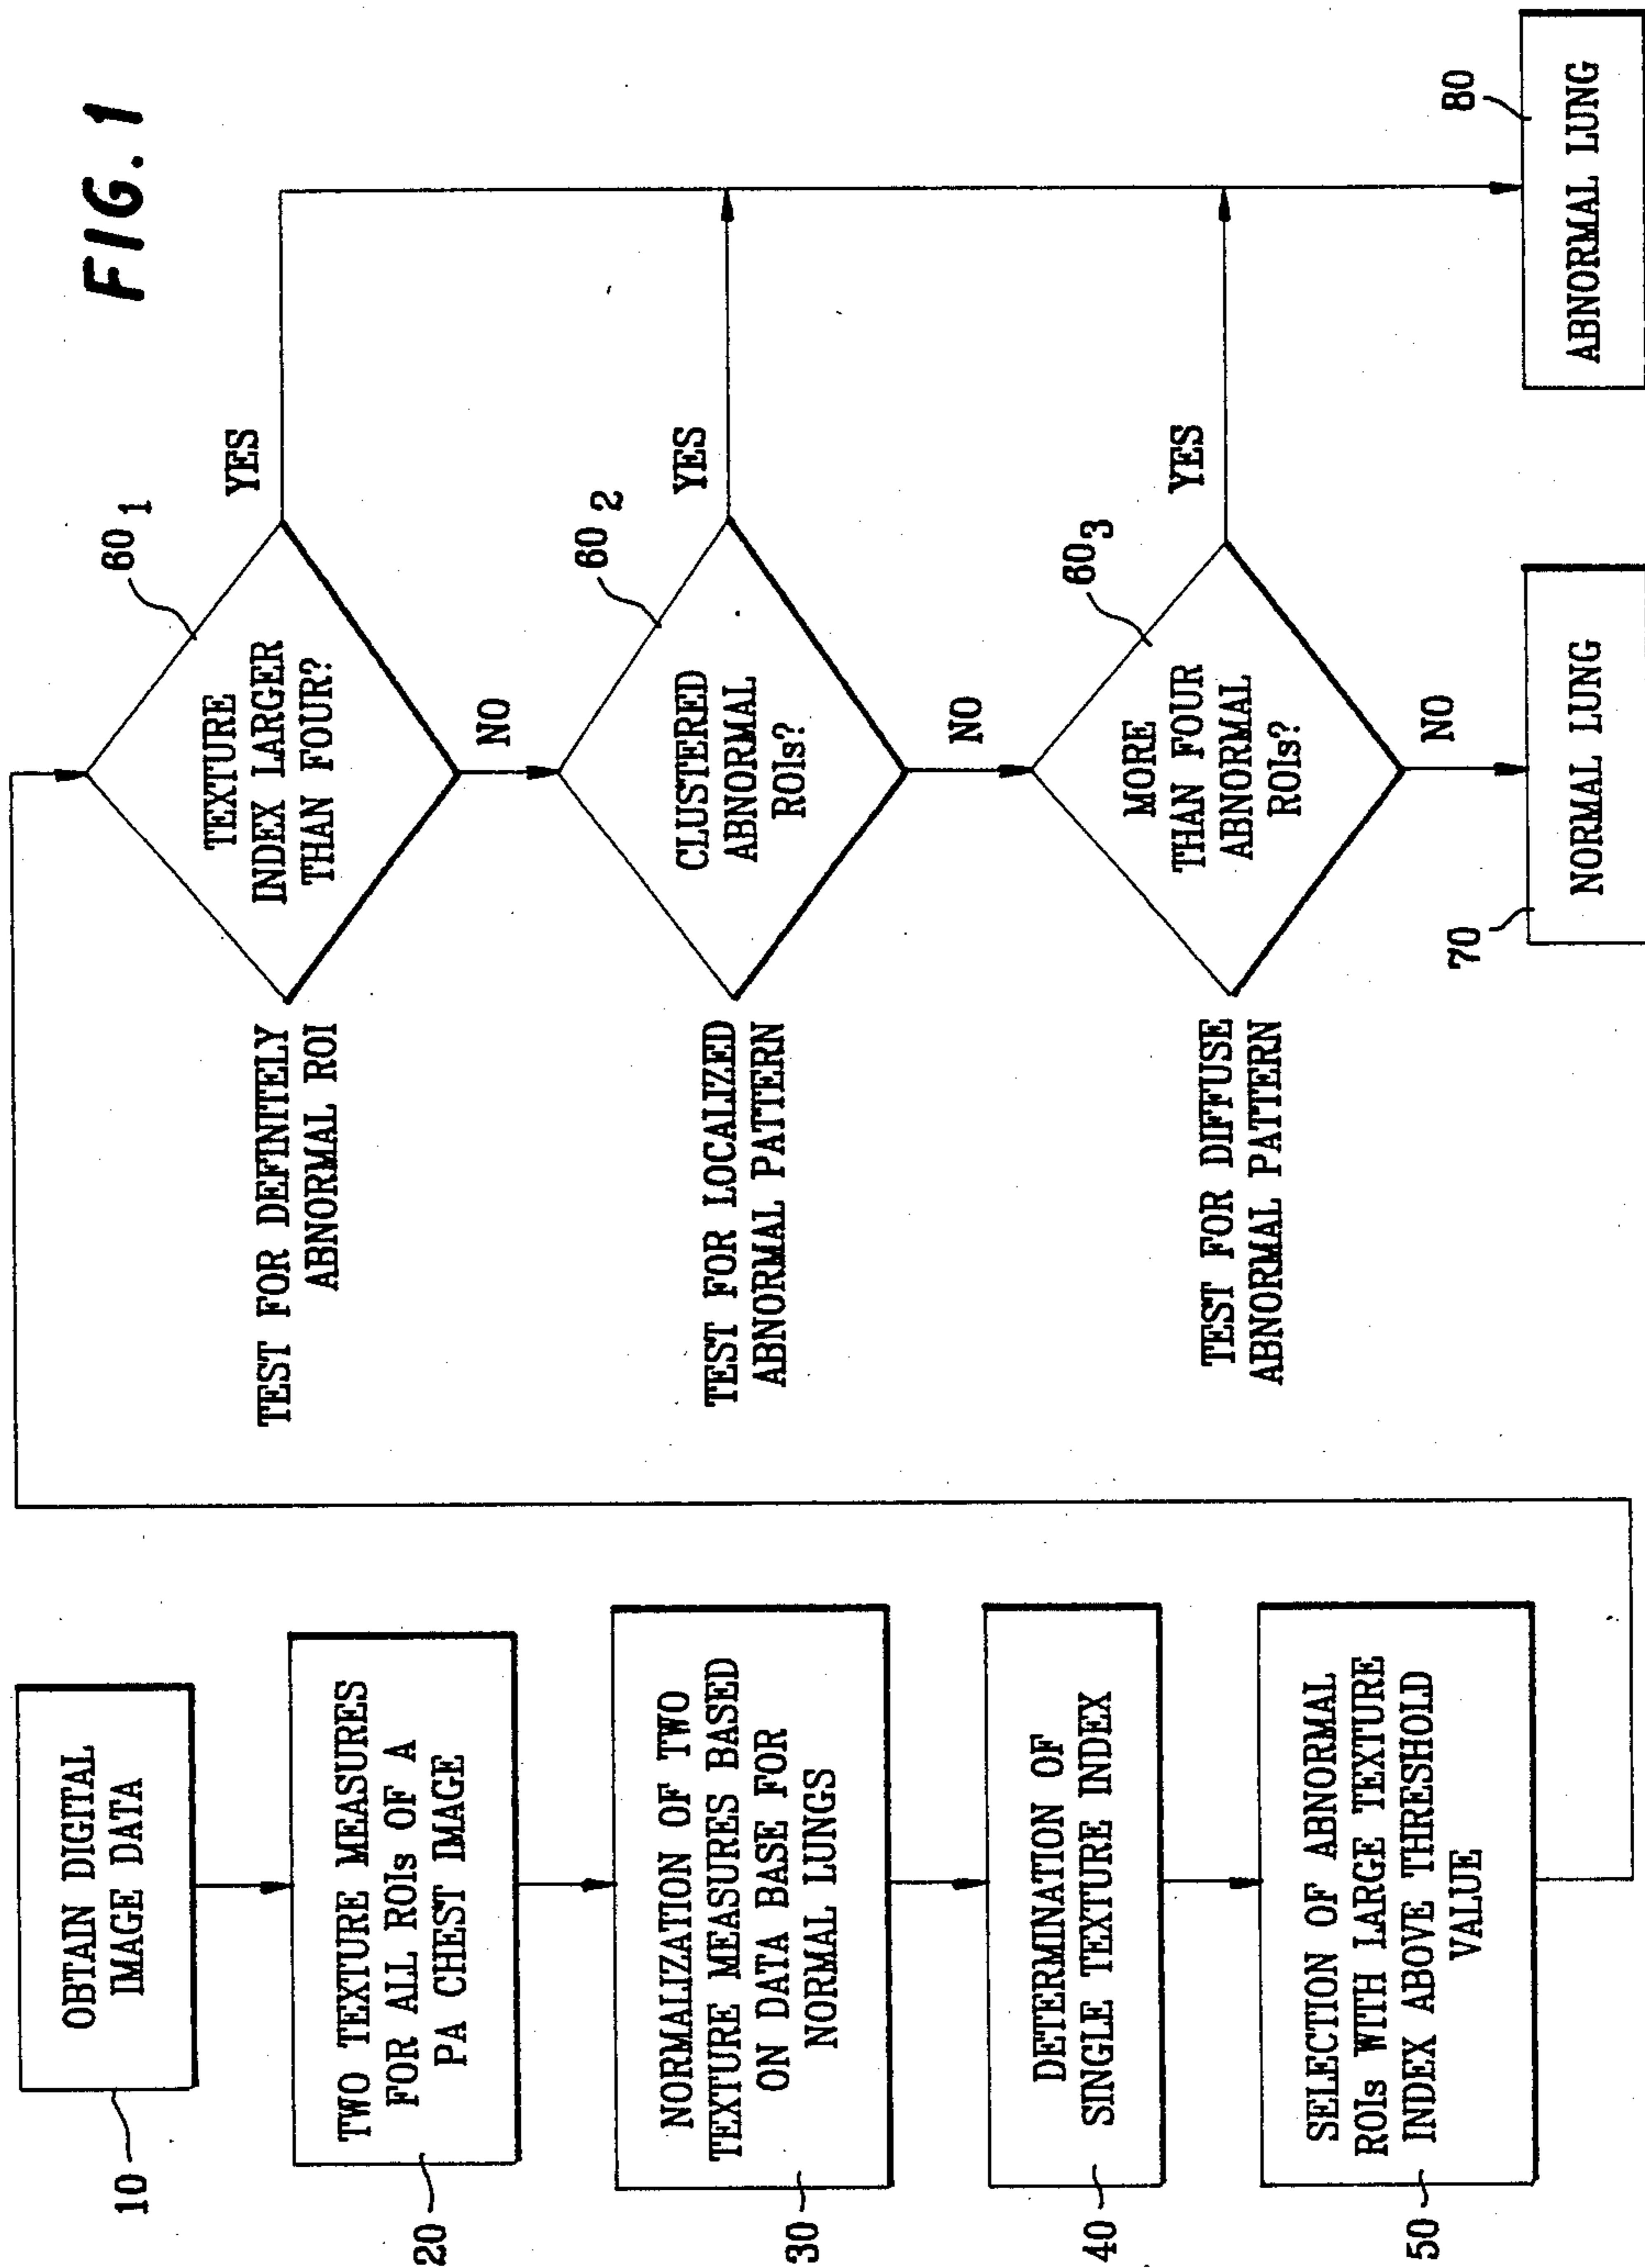 FIG. 1
10
OBTAIN DIGITAL
IMAGE DATA
20
TWO TEXTURE MEASURES
FOR ALL ROIs OF A
PA CHEST IMAGE
30
NORMALIZATION OF TWO
TEXTURE MEASURES BASED
ON DATA BASE FOR
NORMAL LUNGS
40
DETERMINATION OF
SINGLE TEXTURE INDEX
50
SELECTION OF ABNORMAL
ROIs WITH LARGE TEXTURE
INDEX ABOVE THRESHOLD
VALUE
TEST FOR DEFINITELY
ABNORMAL ROI
TEXTURE
INDEX LARGER
THAN FOUR?
60 1
YES
NO
TEST FOR LOCALIZED
ABNORMAL PATTERN
CLUSTERED
ABNORMAL
ROIs?
60 2
YES
NO
TEST FOR DIFFUSE
ABNORMAL PATTERN
MORE
THAN FOUR
ABNORMAL
ROIs?
60 3
YES
NO
70
NORMAL LUNG
80
ABNORMAL LUNG